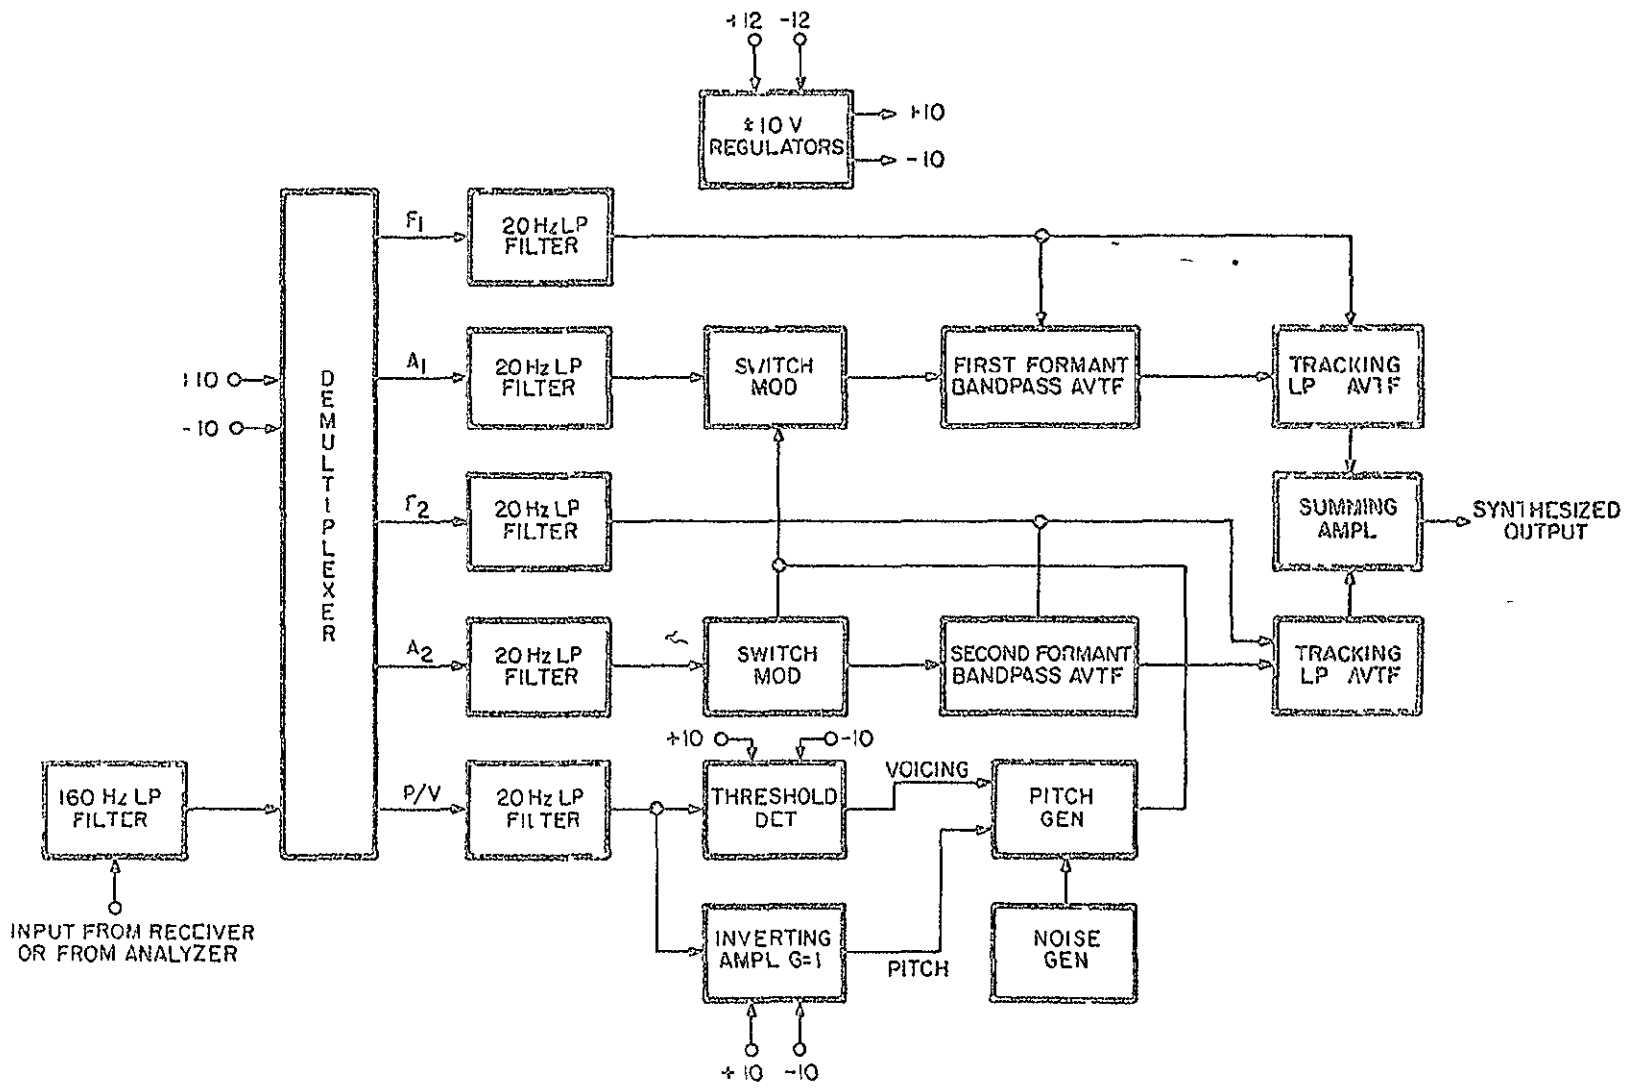 +12 -12
±10 V
REGULATORS
+10
-10
F1
20 Hz LP
FILTER
+10
-10
DEMULTIPLEXER
A1
20 Hz LP
FILTER
SWITCH
MOD
FIRST FORMANT
BANDPASS AVTF
TRACKING
LP AVTF
F2
20 Hz LP
FILTER
SUMMING
AMPL
SYNTHESIZED
OUTPUT
A2
20 Hz LP
FILTER
SWITCH
MOD
SECOND FORMANT
BANDPASS AVTF
TRACKING
LP AVTF
+10 -10
160 Hz LP
FILTER
P/V
20 Hz LP
FILTER
THRESHOLD
DET
VOICING
PITCH
GEN
INPUT FROM RECEIVER
OR FROM ANALYZER
INVERTING
AMPL G=1
PITCH
NOISE
GEN
+10 -10